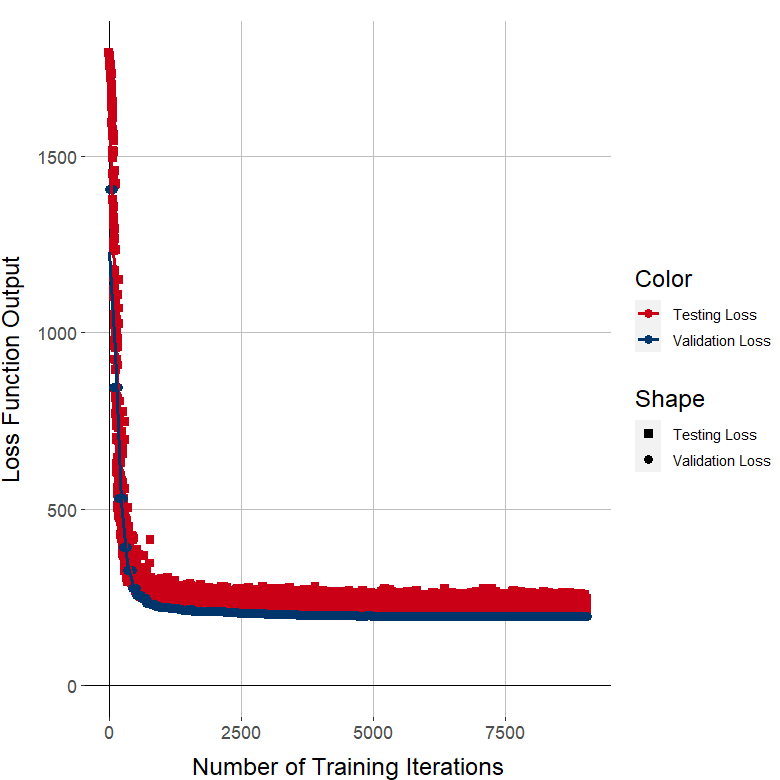 1500
1000
500
0
0
2500
5000
7500
Loss Function Output
Number of Training Iterations
Color
Testing Loss
Validation Loss
Shape
Testing Loss
Validation Loss